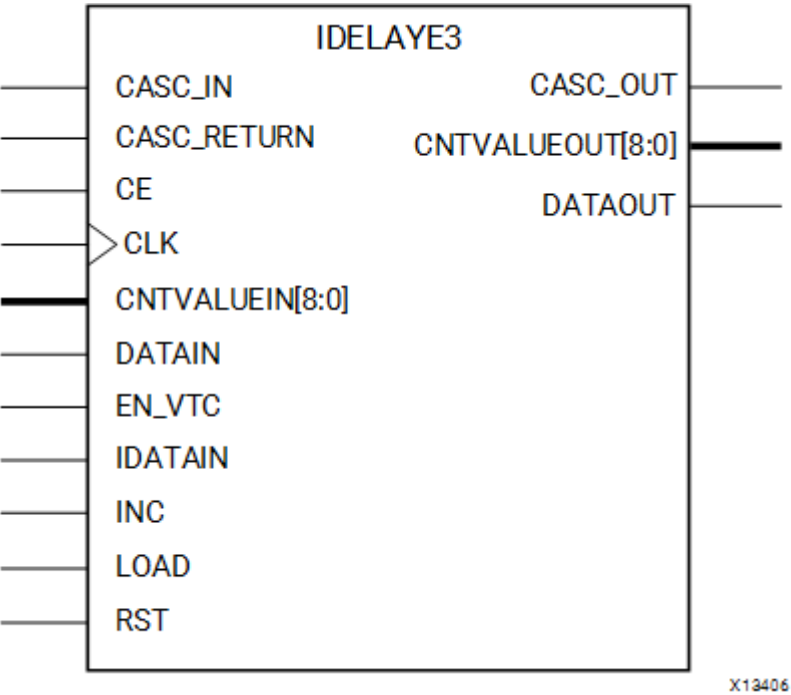 IDELAYE3
CASC_IN
CASC_RETURN
CE
CLK
CNTVALUEIN[8:0]
DATAIN
EN_VTC
IDATAIN
INC
LOAD
RST
CASC_OUT
CNTVALUEOUT[8:0]
DATAOUT
X13406